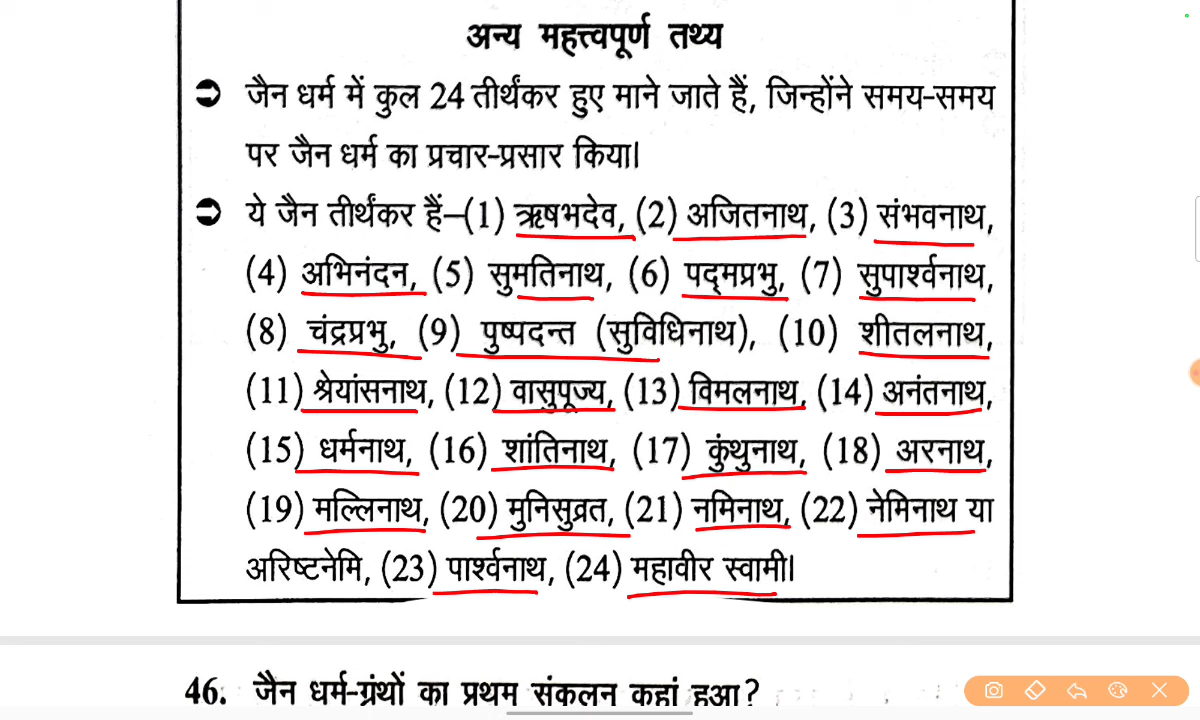 अन्य महत्त्वपूर्ण तथ्य
➲ जैन धर्म में कुल 24 तीर्थंकर हुए माने जाते हैं, जिन्होंने समय-समय
पर जैन धर्म का प्रचार-प्रसार किया।
➲ ये जैन तीर्थंकर हैं–(1) ऋषभदेव, (2) अजितनाथ, (3) संभवनाथ,
(4) अभिनंदन, (5) सुमतिनाथ, (6) पद्मप्रभु, (7) सुपार्श्वनाथ,
(8) चंद्रप्रभु, (9) पुष्पदन्त (सुविधिनाथ), (10) शीतलनाथ,
(11) श्रेयांसनाथ, (12) वासुपूज्य, (13) विमलनाथ, (14) अनंतनाथ,
(15) धर्मनाथ, (16) शांतिनाथ, (17) कुंथुनाथ, (18) अरनाथ,
(19) मल्लिनाथ, (20) मुनिसुव्रत, (21) नमिनाथ, (22) नेमिनाथ या
अरिष्टनेमि, (23) पार्श्वनाथ, (24) महावीर स्वामी।
46. जैन धर्म-ग्रंथों का प्रथम संकलन कहां हुआ?